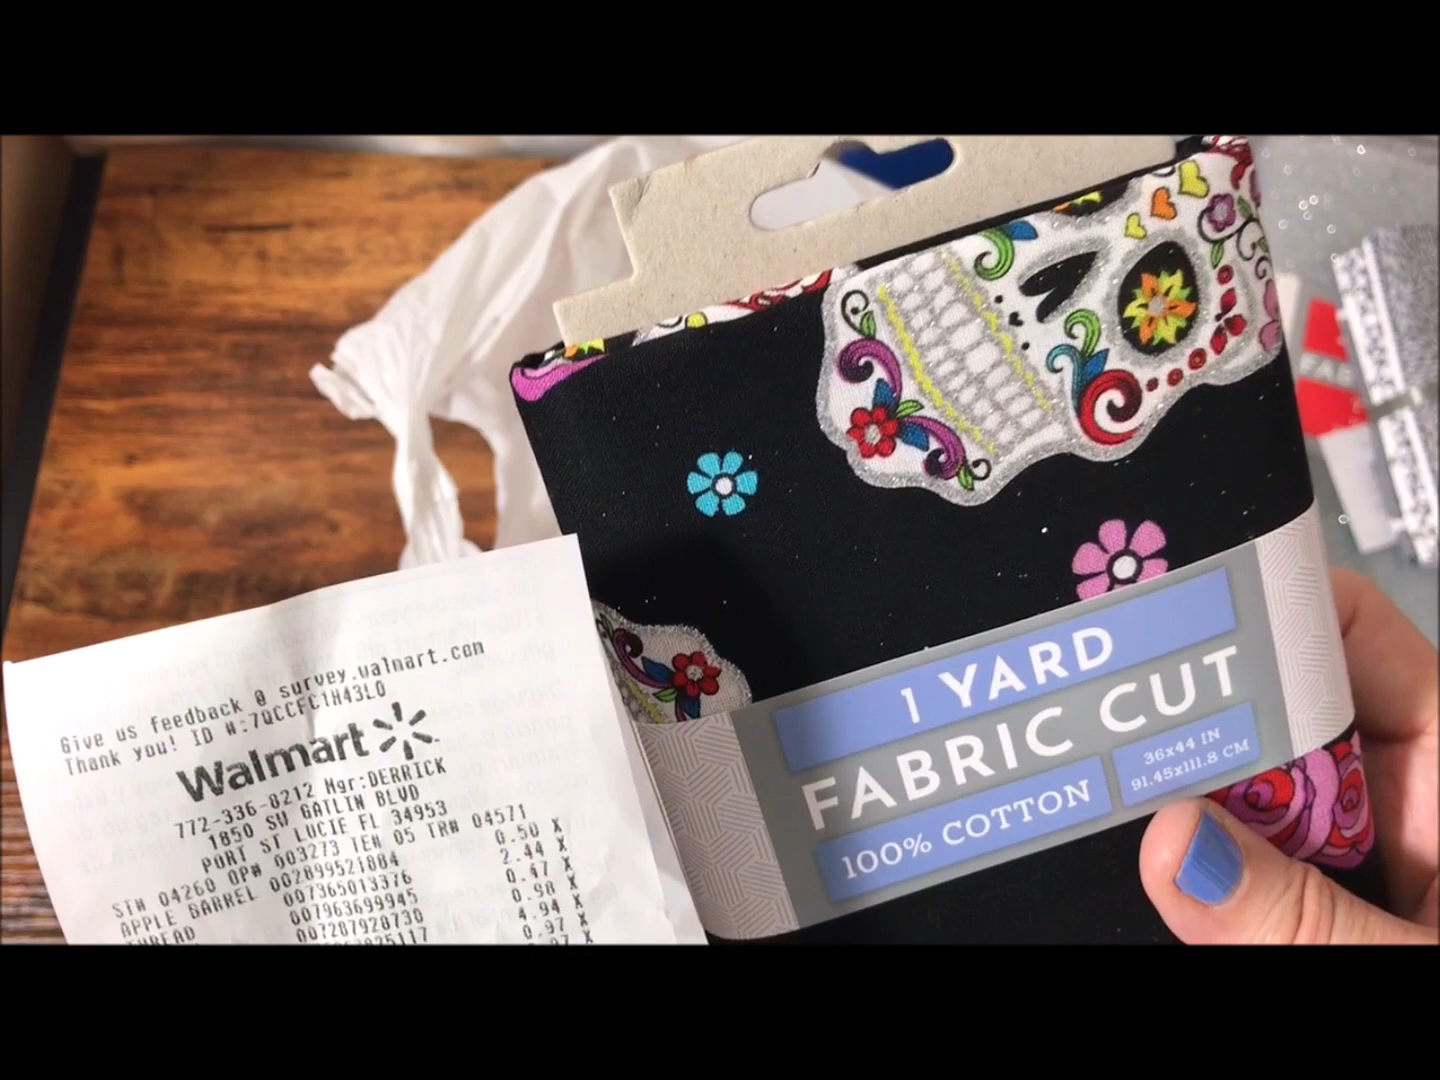 Give us feedback @ survey.walmart.com
Thank you! ID #:7QCCFC1H43L0
Walmart
772-336-8212 Mgr:DERRICK
1850 SW GATLIN BLVD
PORT ST LUCIE FL 34953
ST# 04260 OP# 003273 TE# 05 TR# 04571
APPLE BARREL 002899521884 0.50 X
THREAD 007365013376 2.44 X
007963699945 0.47 X
007287920730 0.98 X
4.94 X
0.97 X
1 YARD
FABRIC CUT
100% COTTON
36x44 IN
91.45x111.8 CM